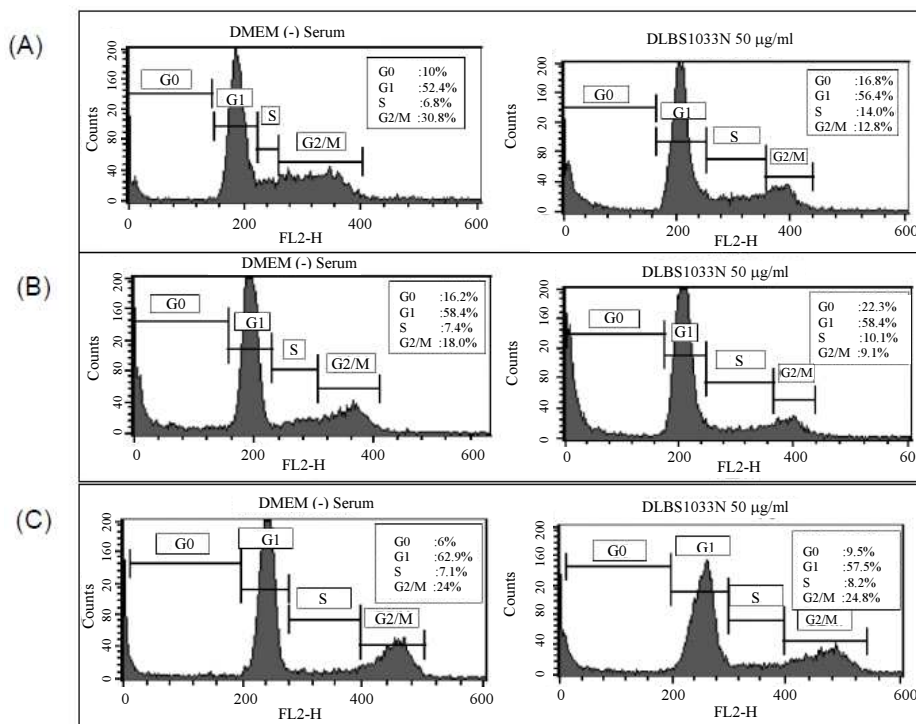 (A)
DMEM (-) Serum
Counts
0 40 80 20 160 200
G0
G1
S
G2/M
G0 :10%
G1 :52.4%
S :6.8%
G2/M :30.8%
0 200 400 600
FL2-H
DLBS1033N 50 µg/ml
Counts
.0 40 80 20 160 200
G0
G1
S
G2/M
G0 :16.8%
G1 :56.4%
S :14.0%
G2/M :12.8%
0 200 400 600
FL2-H
(B)
DMEM (-) Serum
Counts
0 40 80 20 160 200
G0
G1
S
G2/M
G0 :16.2%
G1 :58.4%
S :7.4%
G2/M :18.0%
0 200 400 600
FL2-H
DLBS1033N 50 µg/ml
Counts
0 40 80 20 160 200
G0
G1
S
G2/M
G0 :22.3%
G1 :58.4%
S :10.1%
G2/M :9.1%
0 200 400 600
FL2-H
(C)
DMEM (-) Serum
Counts
0 40 80 20 160 200
G0
G1
S
G2/M
G0 :6%
G1 :62.9%
S :7.1%
G2/M :24%
0 200 400 600
FL2-H
DLBS1033N 50 µg/ml
Counts
0 40 80 20 160 200
G0
G1
S
G2/M
G0 :9.5%
G1 :57.5%
S :8.2%
G2/M :24.8%
0 200 400 600
FL2-H